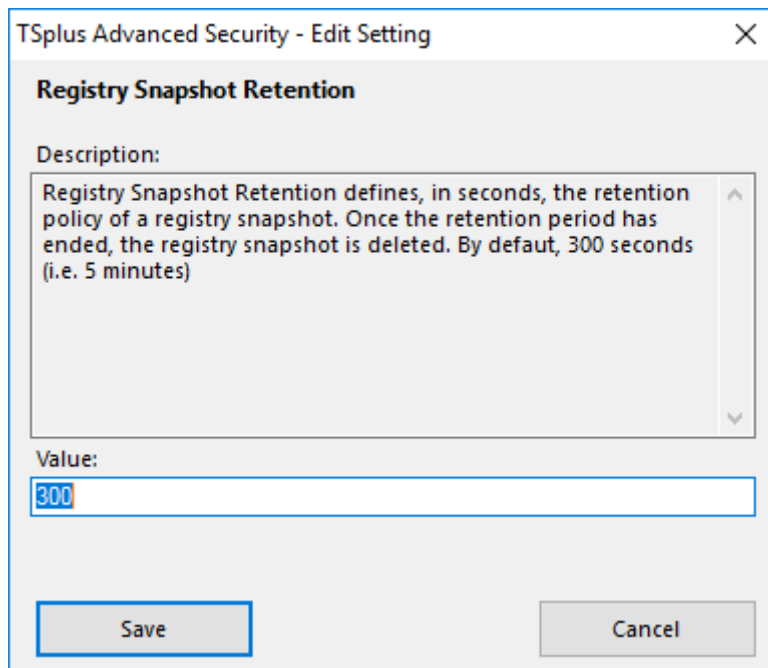 TSplus Advanced Security - Edit Setting
Registry Snapshot Retention
Description:
Registry Snapshot Retention defines, in seconds, the retention
policy of a registry snapshot. Once the retention period has
ended, the registry snapshot is deleted. By defaut, 300 seconds
(i.e. 5 minutes)
Value:
300
Save
Cancel